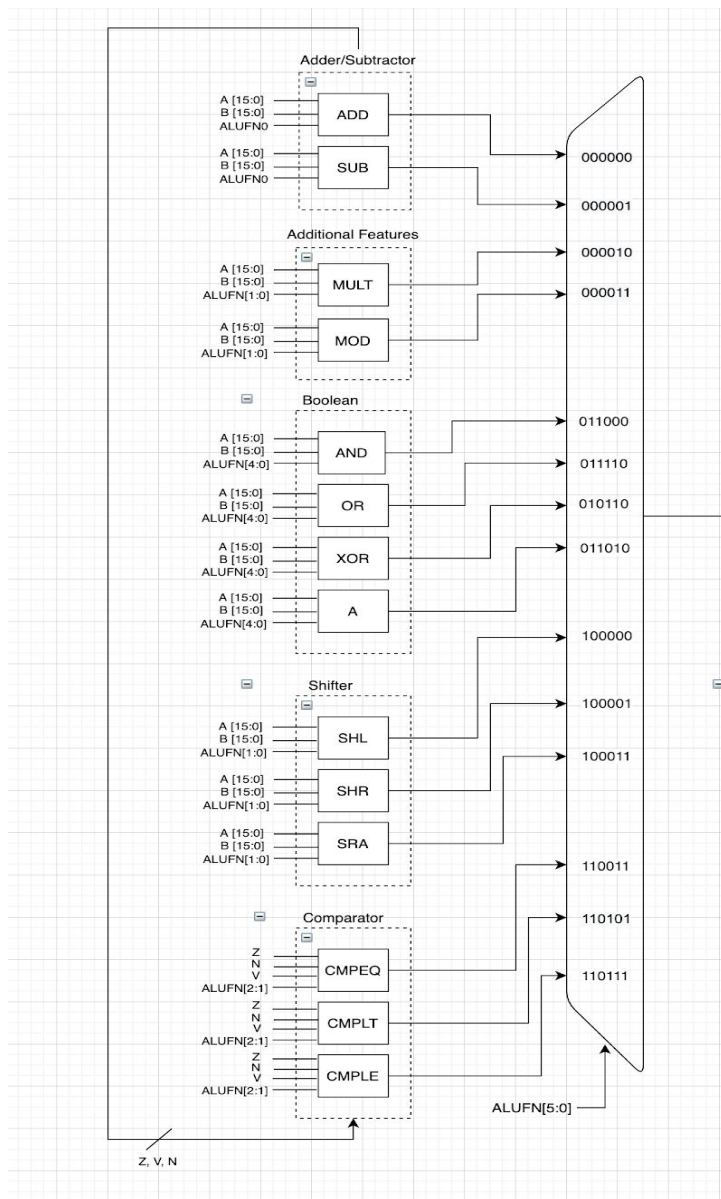 Adder/Subtractor
A [15:0]
B [15:0]
ALUFN0
ADD
000000
A [15:0]
B [15:0]
ALUFN0
SUB
000001
Additional Features
A [15:0]
B [15:0]
ALUFN[1:0]
MULT
000010
A [15:0]
B [15:0]
ALUFN[1:0]
MOD
000011
Boolean
A [15:0]
B [15:0]
ALUFN[4:0]
AND
011000
A [15:0]
B [15:0]
ALUFN[4:0]
OR
011110
A [15:0]
B [15:0]
ALUFN[4:0]
XOR
010110
A [15:0]
B [15:0]
ALUFN[4:0]
A
011010
Shifter
A [15:0]
B [15:0]
ALUFN[1:0]
SHL
100000
A [15:0]
B [15:0]
ALUFN[1:0]
SHR
100001
A [15:0]
B [15:0]
ALUFN[1:0]
SRA
100011
Comparator
Z
N
V
ALUFN[2:1]
CMPEQ
110011
Z
N
V
ALUFN[2:1]
CMPLT
110101
Z
N
V
ALUFN[2:1]
CMPLE
110111
ALUFN[5:0]
Z, V, N